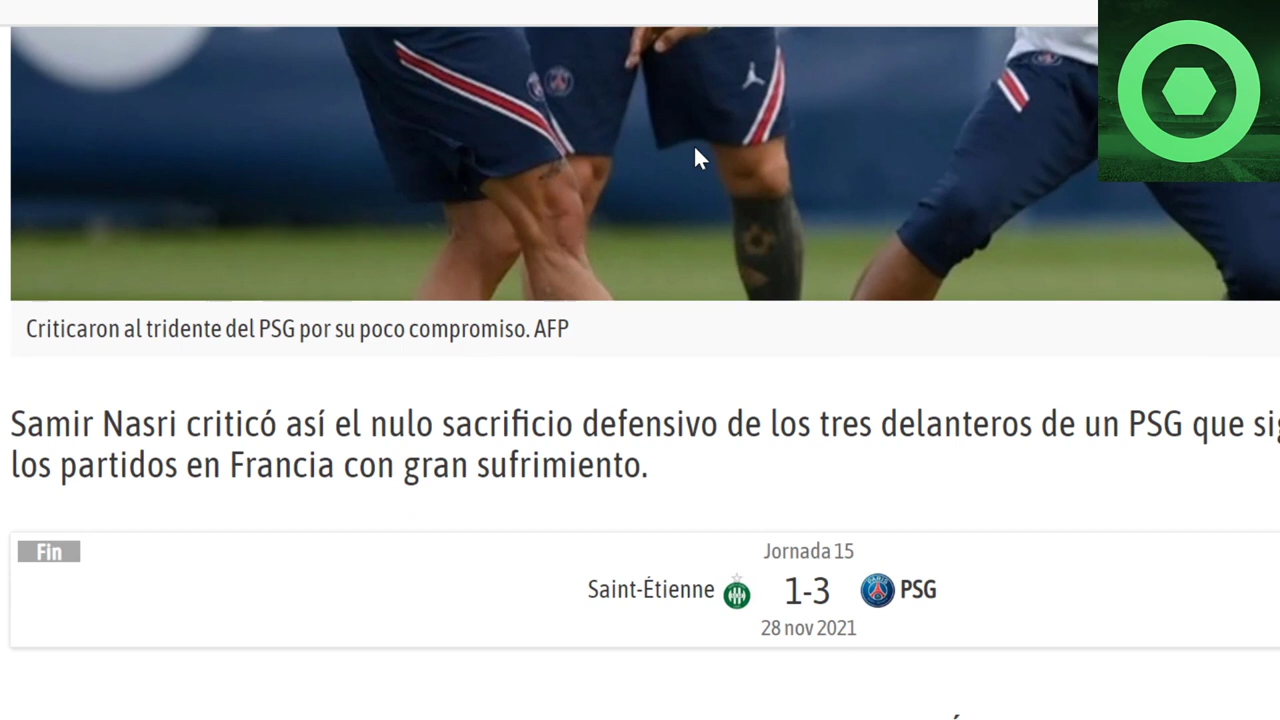 Criticaron al tridente del PSG por su poco compromiso. AFP
Samir Nasri criticó así el nulo sacrificio defensivo de los tres delanteros de un PSG que
los partidos en Francia con gran sufrimiento.
Fin
Jornada 15
Saint-Étienne 1-3 PSG
28 nov 2021